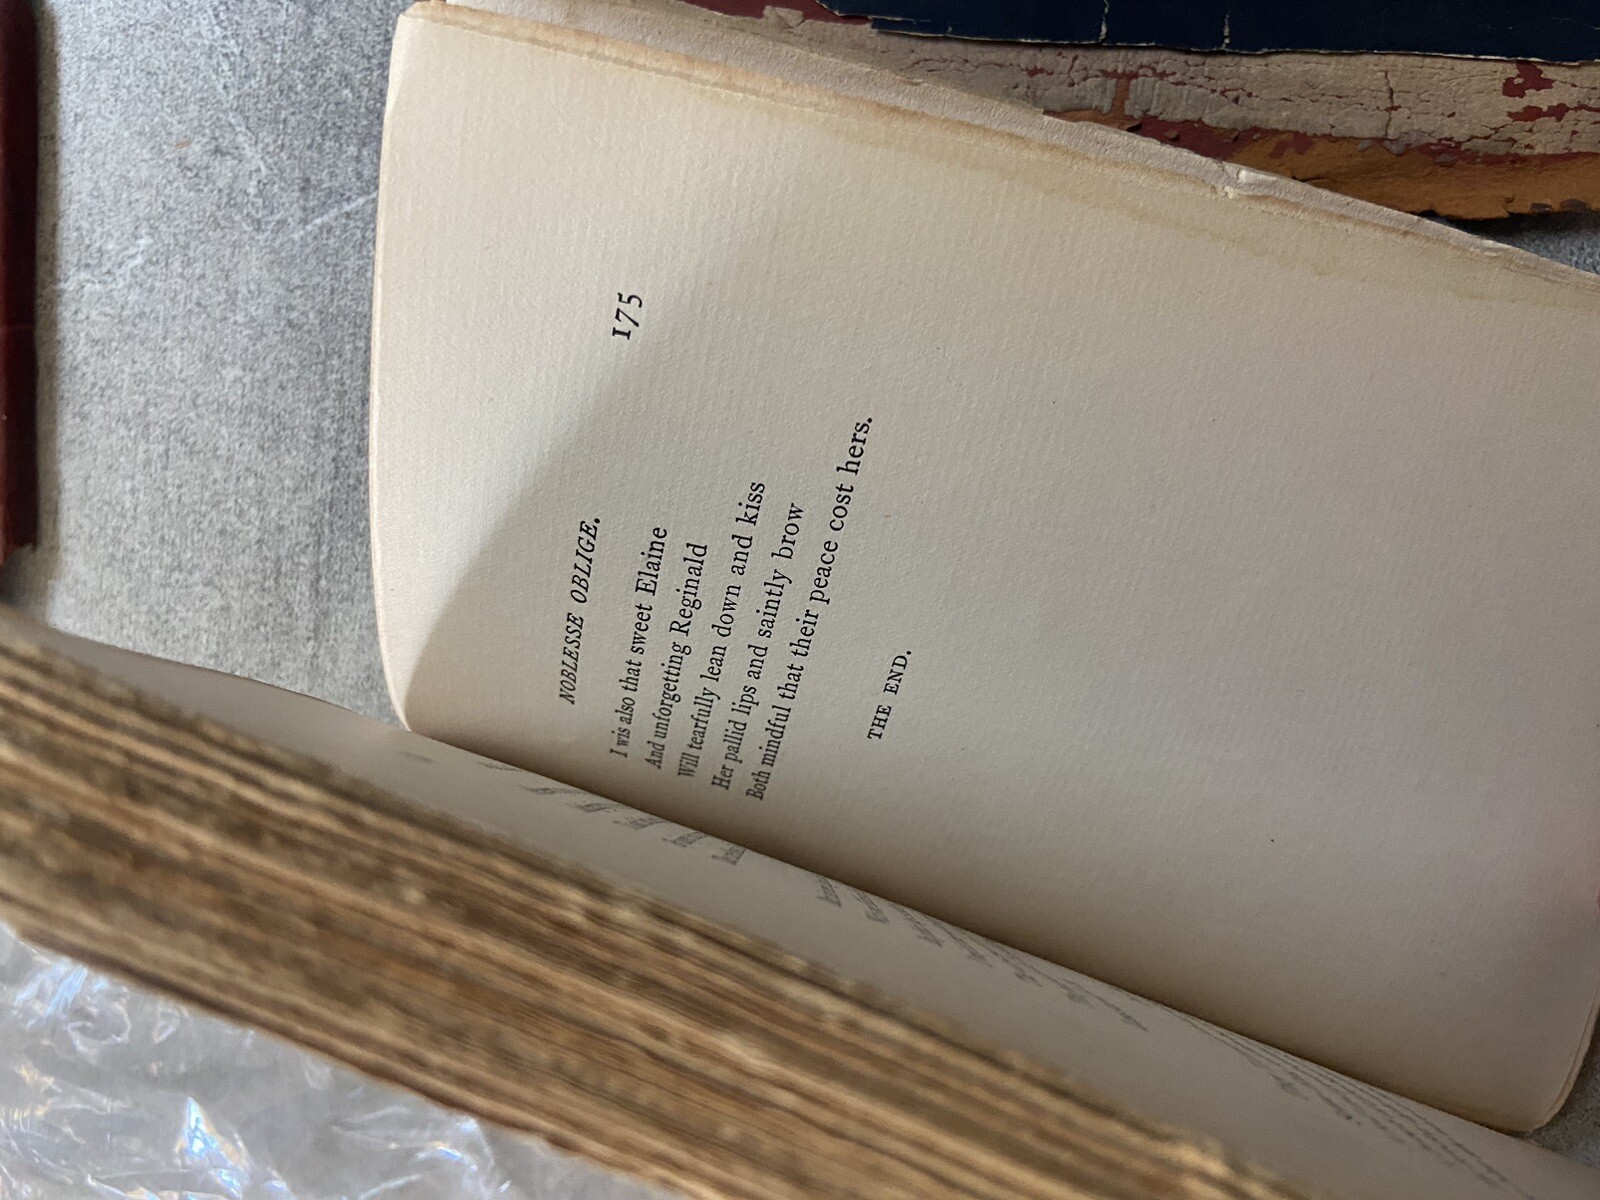 NOBLESSE OBLIGE. 175
I wis also that sweet Elaine
And unforgetting Reginald
Will tearfully lean down and kiss
Her pallid lips and saintly brow
Both mindful that their peace cost hers.
THE END.